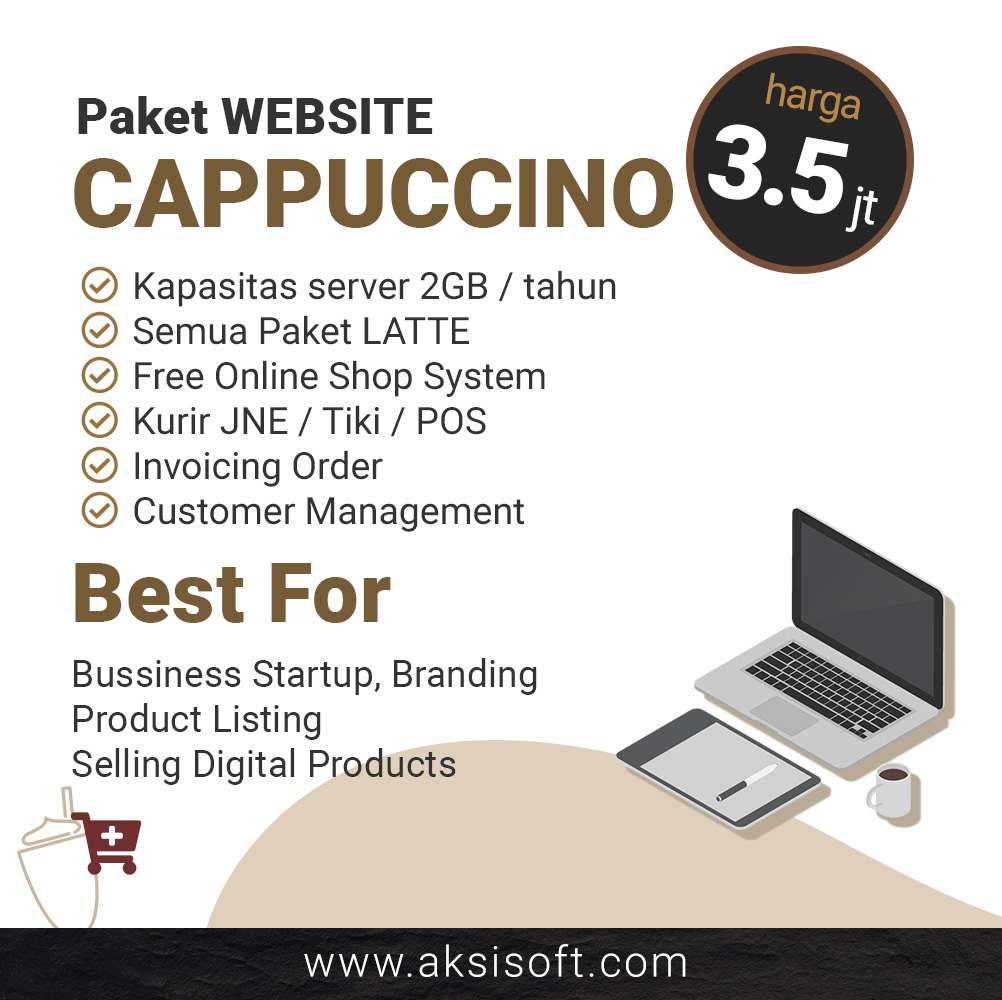 Paket WEBSITE
CAPPUCCINO
harga
3.5 jt
Kapasitas server 2GB / tahun
Semua Paket LATTE
Free Online Shop System
Kurir JNE / Tiki / POS
Invoicing Order
Customer Management
Best For
Bussiness Startup, Branding
Product Listing
Selling Digital Products
www.aksisoft.com